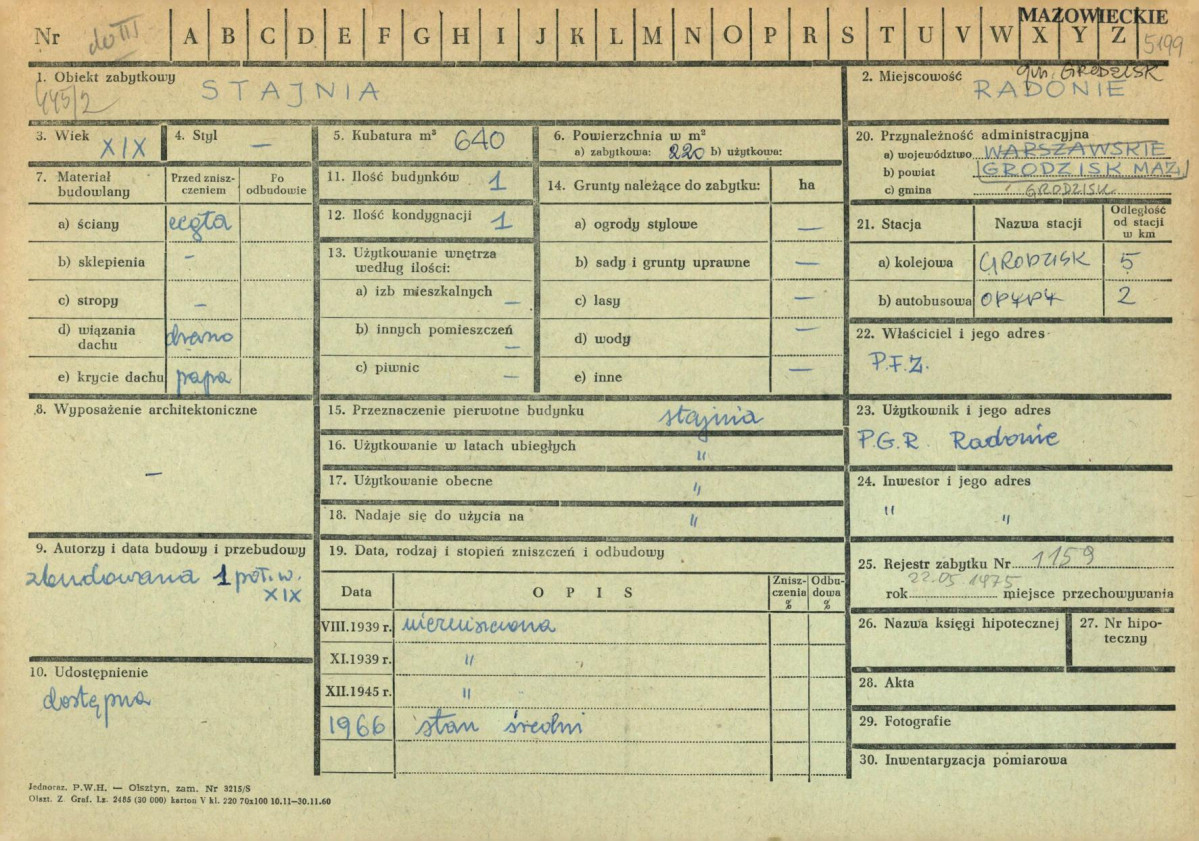 MAZOWIECKIE
Nr do III A B C D E F G H I J K L M N O P R S T U V W X Y Z 5199
1. Obiekt zabytkowy
STAJNIA
445/2
2. Miejscowość gm. GRODZISK
RADONIE
3. Wiek XIX
4. Styl —
5. Kubatura m³ 640
6. Powierzchnia w m²
a) zabytkowa: 220 b) użytkowa:
7. Materiał budowlany
Przed zniszczeniem
Po odbudowie
a) ściany cegła
b) sklepienia -
c) stropy -
d) wiązania dachu drewno
e) krycie dachu papa
11. Ilość budynków 1
12. Ilość kondygnacji 1
13. Użytkowanie wnętrza
według ilości:
a) izb mieszkalnych —
b) innych pomieszczeń —
c) piwnic —
14. Grunty należące do zabytku: ha
a) ogrody stylowe —
b) sady i grunty uprawne —
c) lasy —
d) wody —
e) inne —
20. Przynależność administracyjna
a) województwo WARSZAWSKIE
b) powiat GRODZISK MAZ.
c) gmina GRODZISK
21. Stacja Nazwa stacji Odległość od stacji w km
a) kolejowa GRODZISK 5
b) autobusowa OPYPY 2
22. Właściciel i jego adres
P.F.Z.
8. Wyposażenie architektoniczne
—
15. Przeznaczenie pierwotne budynku stajnia
16. Użytkowanie w latach ubiegłych "
17. Użytkowanie obecne "
18. Nadaje się do użycia na "
23. Użytkownik i jego adres
P.G.R. Radonie
24. Inwestor i jego adres
" "
9. Autorzy i data budowy i przebudowy
zbudowana 1 poł. w.
XIX
10. Udostępnienie
dostępna
19. Data, rodzaj i stopień zniszczeń i odbudowy
Data OPIS Zniszczenia % Odbudowa %
VIII.1939 r.
XI.1939 r. "
XII.1945 r. "
1966 stan średni
25. Rejestr zabytku Nr 1159
22.05.1975
rok miejsce przechowywania
26. Nazwa księgi hipotecznej
27. Nr hipoteczny
28. Akta
29. Fotografie
30. Inwentaryzacja pomiarowa
Jednoraz. P.W.H. — Olsztyn, zam. Nr 3215/S
Olszt. Z. Graf. Lz. 2485 (30 000) karton V kl. 220 70x100 10.11—30.11.60